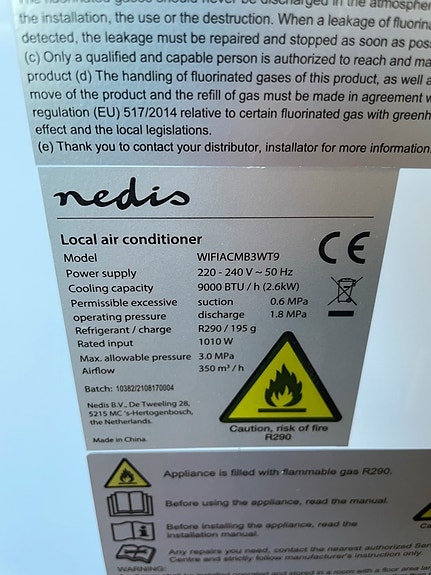 the installation, the use or the destruction. When a leakage of fluorin
detected, the leakage must be repaired and stopped as soon as pos
(c) Only a qualified and capable person is authorized to reach and ma
product (d) The handling of fluorinated gases of this product, as well a
move of the product and the refill of gas must be made in agreement w
regulation (EU) 517/2014 relative to certain fluorinated gas with greenh
effect and the local legislations.
(e) Thank you to contact your distributor, installator for more information.
nedis
Local air conditioner
CE
Model WIFIACMB3WT9
Power supply 220 - 240 V ~ 50 Hz
Cooling capacity 9000 BTU / h (2.6kW)
Permissible excessive suction 0.6 MPa
operating pressure discharge 1.8 MPa
Refrigerant / charge R290 / 195 g
Rated input 1010 W
Max. allowable pressure 3.0 MPa
Airflow 350 m³ / h
Batch: 10382/2108170004
Nedis B.V., De Tweeling 28,
5215 MC 's-Hertogenbosch,
the Netherlands.
Made in China.
Caution, risk of fire
R290
Appliance is filled with flammable gas R290.
Before using the appliance, read the manual.
Before installing the appliance, read the
installation manual.
Any repairs you need, contact the nearest authorized Ser
Centre and strictly follow manufacturer's instruction only.
WARNING: